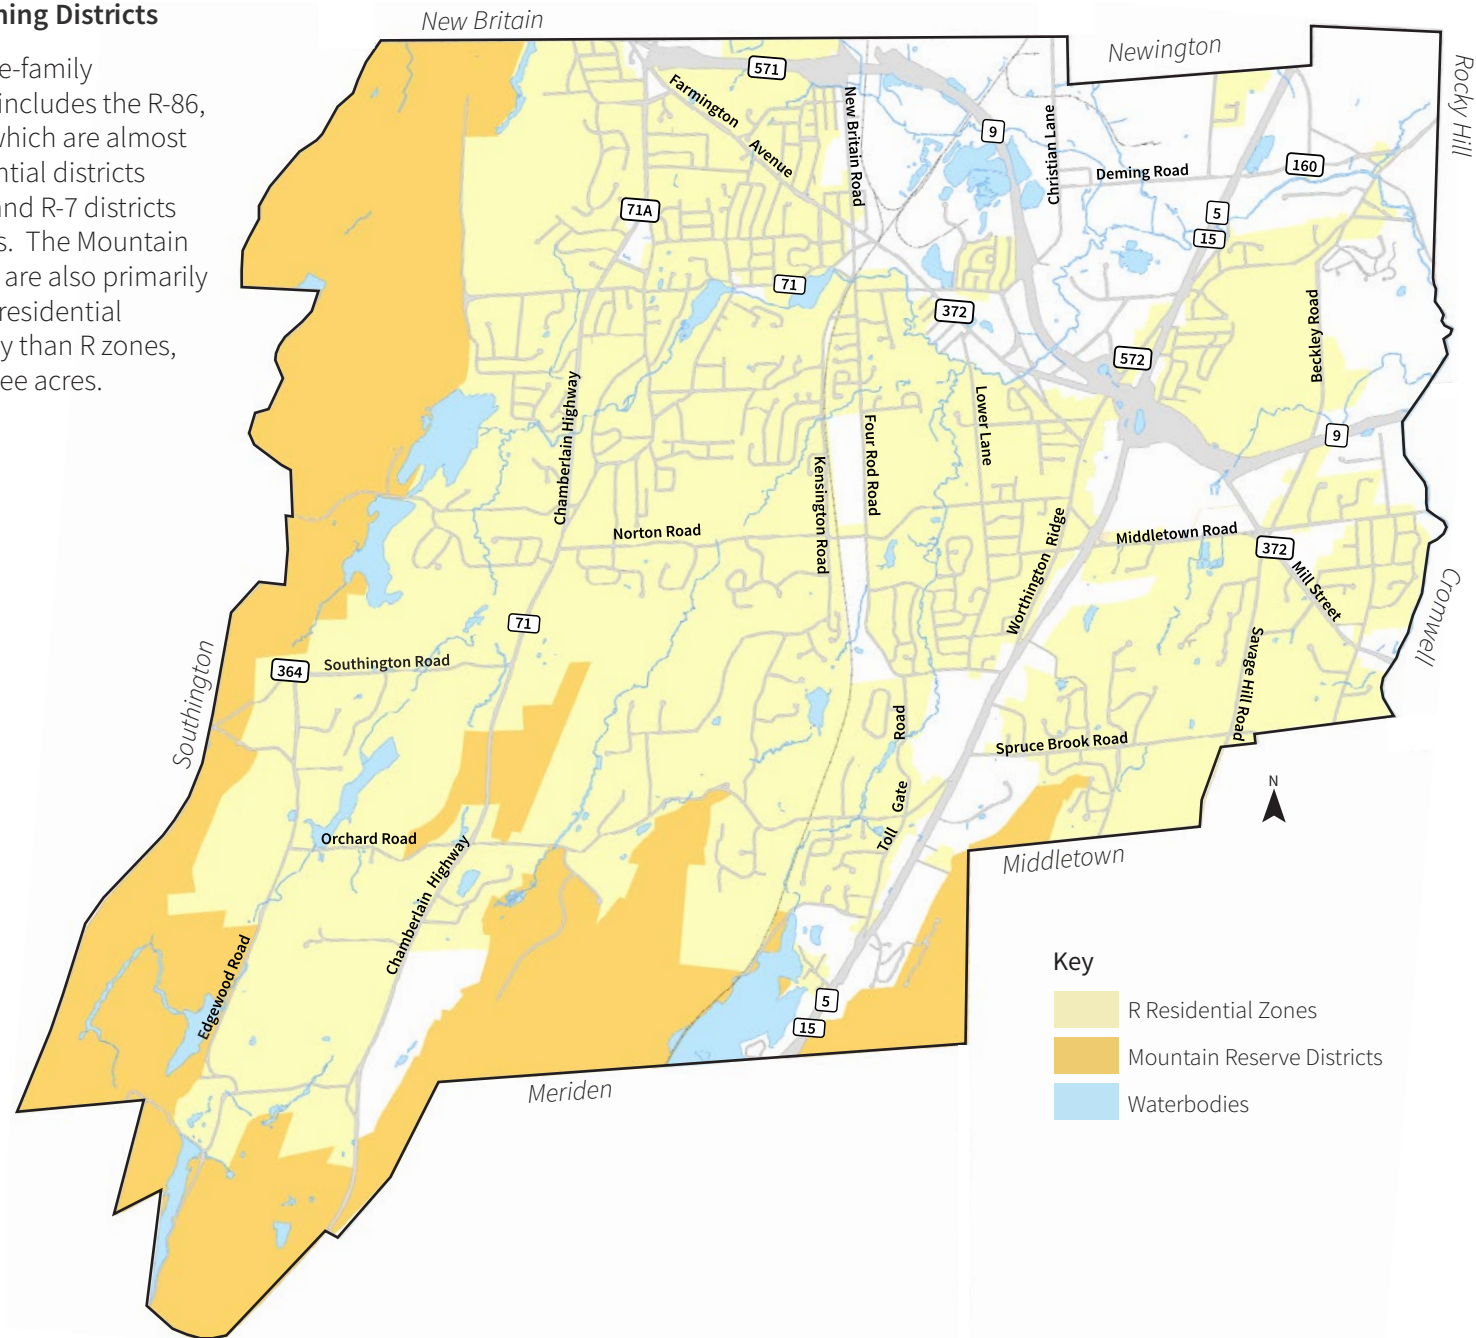 ning Districts
e-family
includes the R-86,
which are almost
ntial districts
and R-7 districts
s. The Mountain
are also primarily
residential
y than R zones,
ee acres.
New Britain
Newington
Rocky Hill
571
Farmington
Avenue
New Britain Road
9
Christian Lane
Deming Road
160
71A
5
15
71
372
572
Beckley Road
Chamberlain Highway
Lower Lane
Four Rod Road
Kensington Road
9
Norton Road
Worthington Ridge
Middletown Road
372
Mill Street
Cromwell
71
Southington
364
Southington Road
Savage Hill Road
Road
Gate
Toll
Spruce Brook Road
N
Orchard Road
Chamberlain Highway
Middletown
Edgewood Road
5
15
Meriden
Key
R Residential Zones
Mountain Reserve Districts
Waterbodies